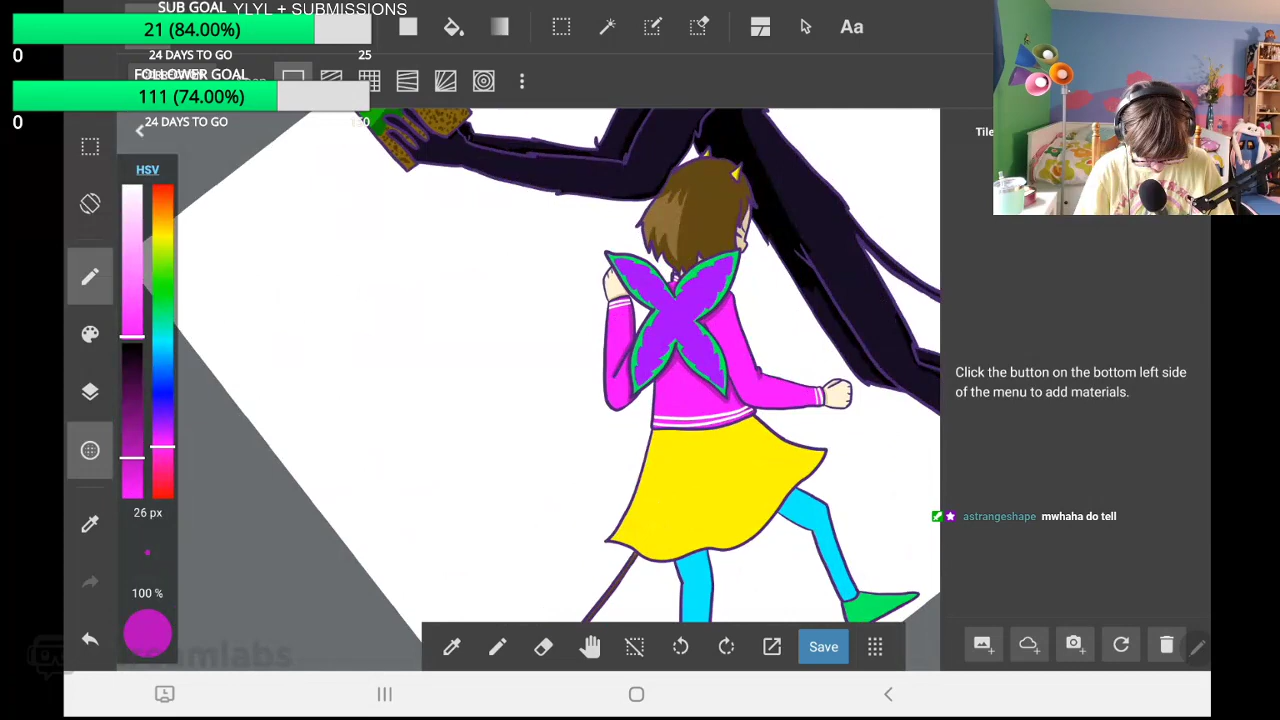 SUB GOAL
YLYL + SUBMISSIONS
21 (84.00%)
0
24 DAYS TO GO
25
FOLLOWER GOAL
111 (74.00%)
0
24 DAYS TO GO
Aa
HSV
26 px
100 %
Tile
Click the button on the bottom left side
of the menu to add materials.
astrangeshape mwhaha do tell
Save